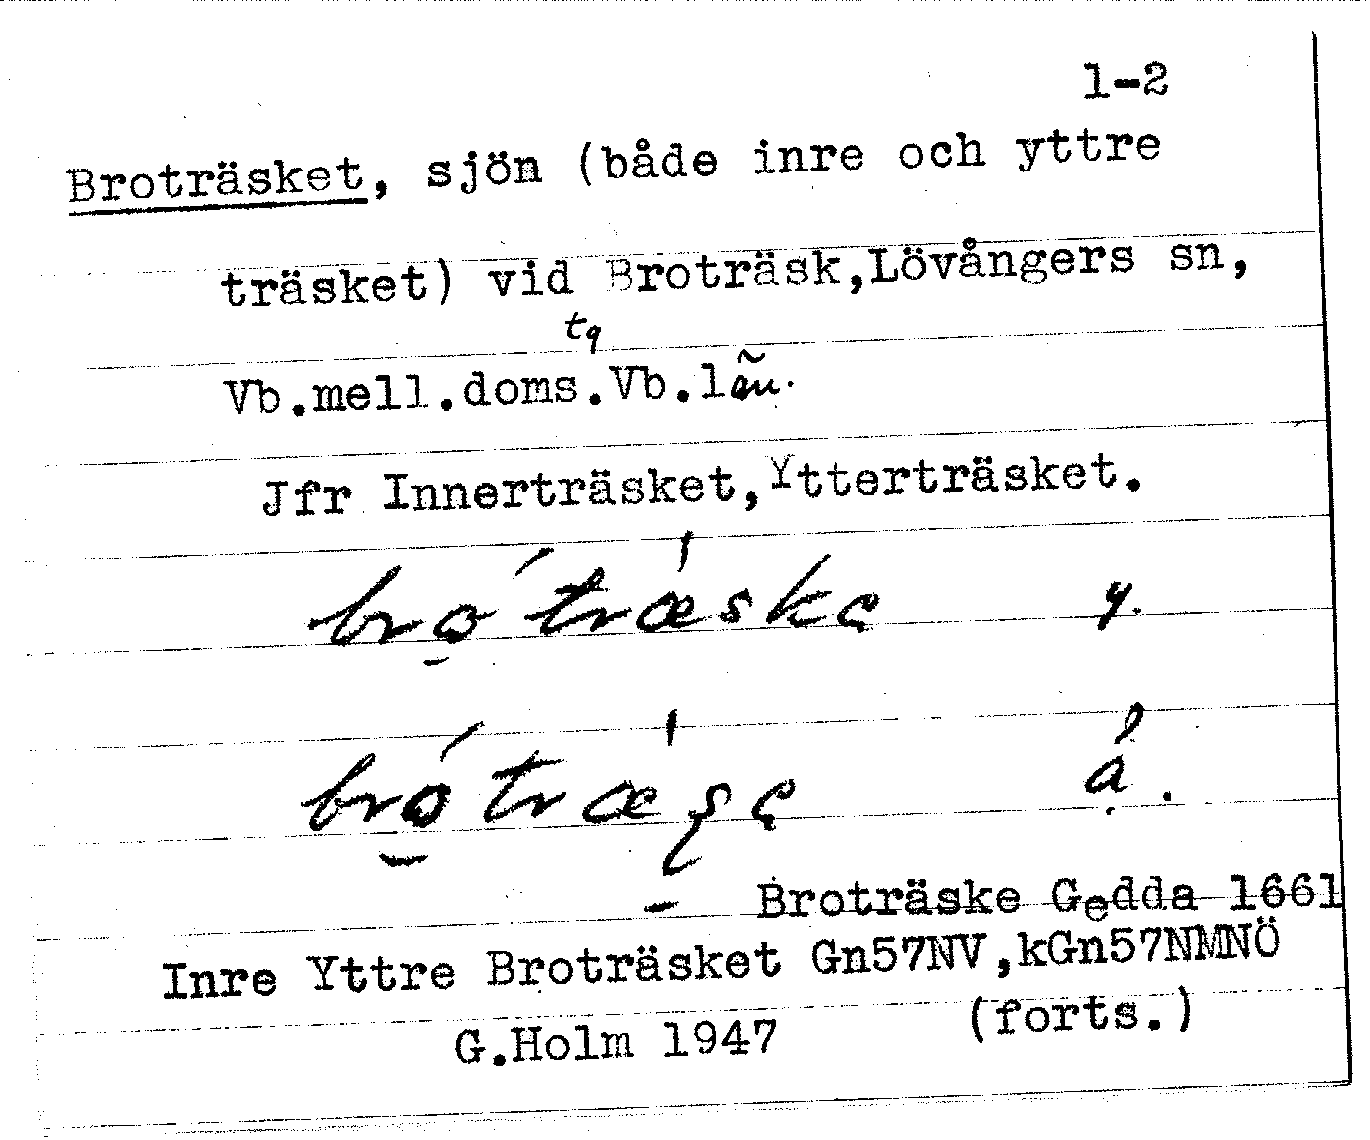 1-2
Broträsket, sjön (både inre och yttre
träsket) vid Broträsk,Lövångers sn,
tq
Vb.mell.doms.Vb.län.
Jfr Innerträsket,Ytterträsket.
y.
Broträske Gedda 1661
Inre Yttre Broträsket Gn57NV,kGn57NMNÖ
G.Holm 1947 (forts.)